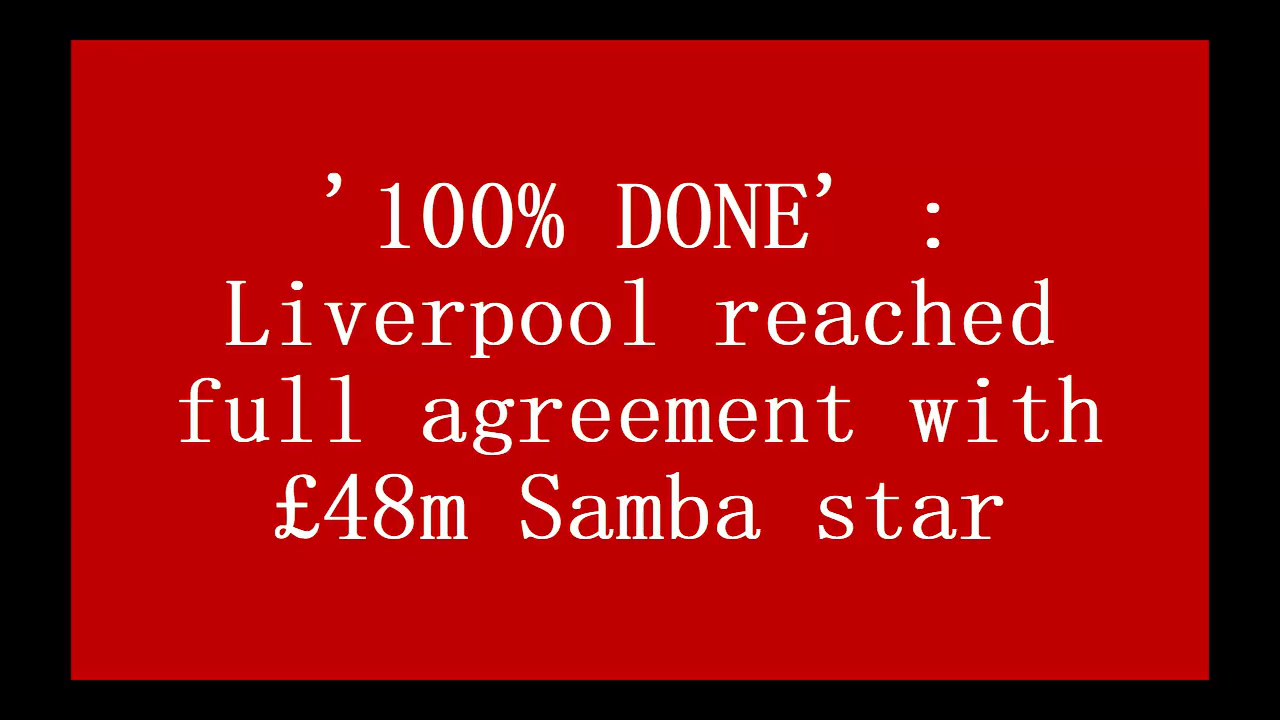 ’100% DONE’ :
Liverpool reached
full agreement with
£48m Samba star